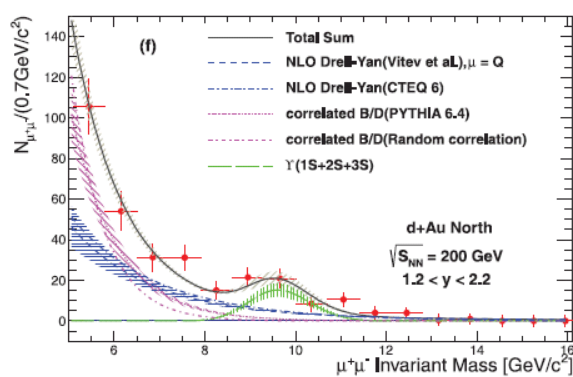 (f)
Total Sum
NLO Drell-Yan(Vitev et al.), μ = Q
NLO Drell-Yan(CTEQ 6)
correlated B/D(PYTHIA 6.4)
correlated B/D(Random correlation)
ϒ(1S+2S+3S)
d+Au North
√S_NN = 200 GeV
1.2 < y < 2.2
N_μ⁺μ⁻/(0.7GeV/c²)
140
120
100
80
60
40
20
0
6 8 10 12 14 16
μ⁺μ⁻ Invariant Mass [GeV/c²]